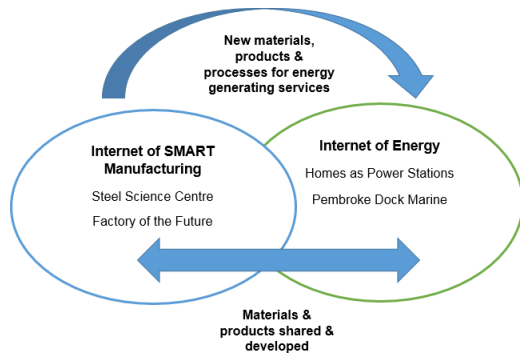 New materials,
products &
processes for energy
generating services
Internet of SMART
Manufacturing
Steel Science Centre
Factory of the Future
Internet of Energy
Homes as Power Stations
Pembroke Dock Marine
Materials &
products shared &
developed